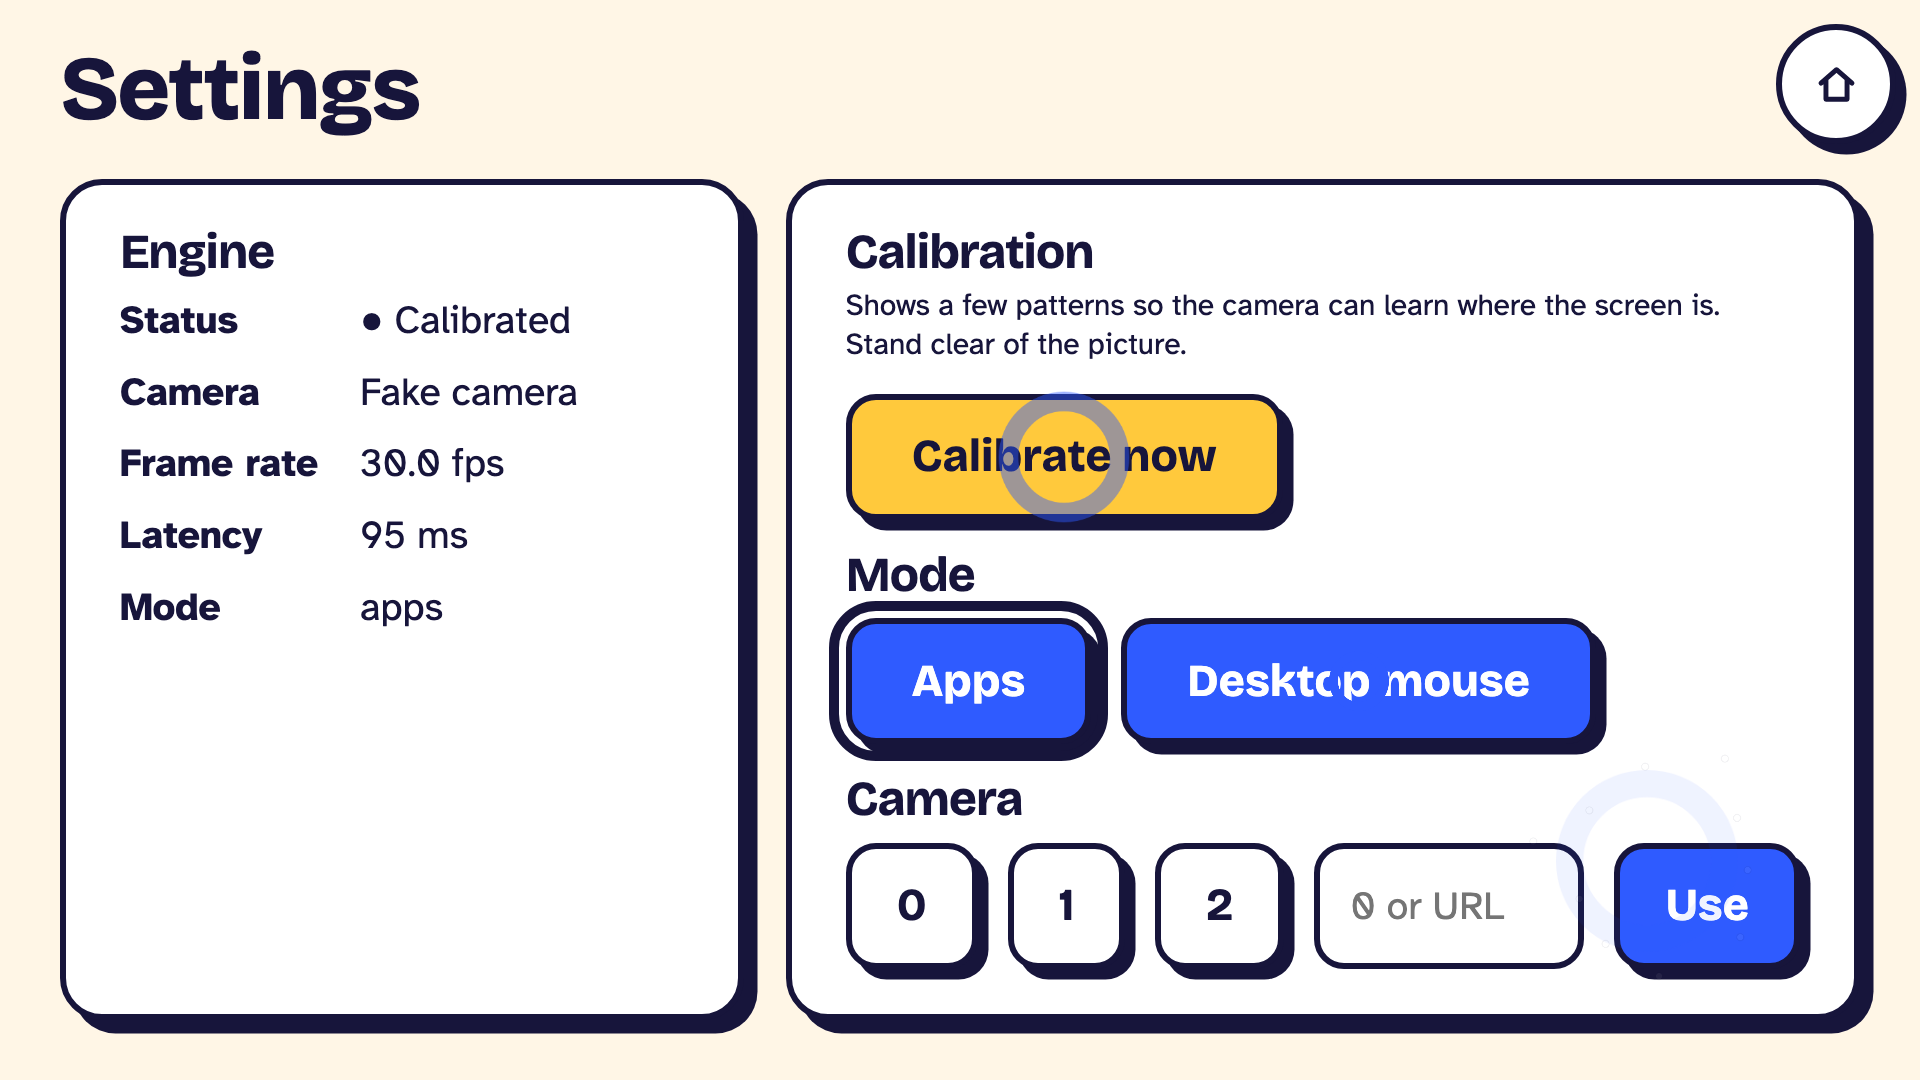 Settings
Engine
Status ● Calibrated
Camera Fake camera
Frame rate 30.0 fps
Latency 95 ms
Mode apps
Calibration
Shows a few patterns so the camera can learn where the screen is.
Stand clear of the picture.
Calibrate now
Mode
Apps Desktop mouse
Camera
0 1 2 0 or URL Use